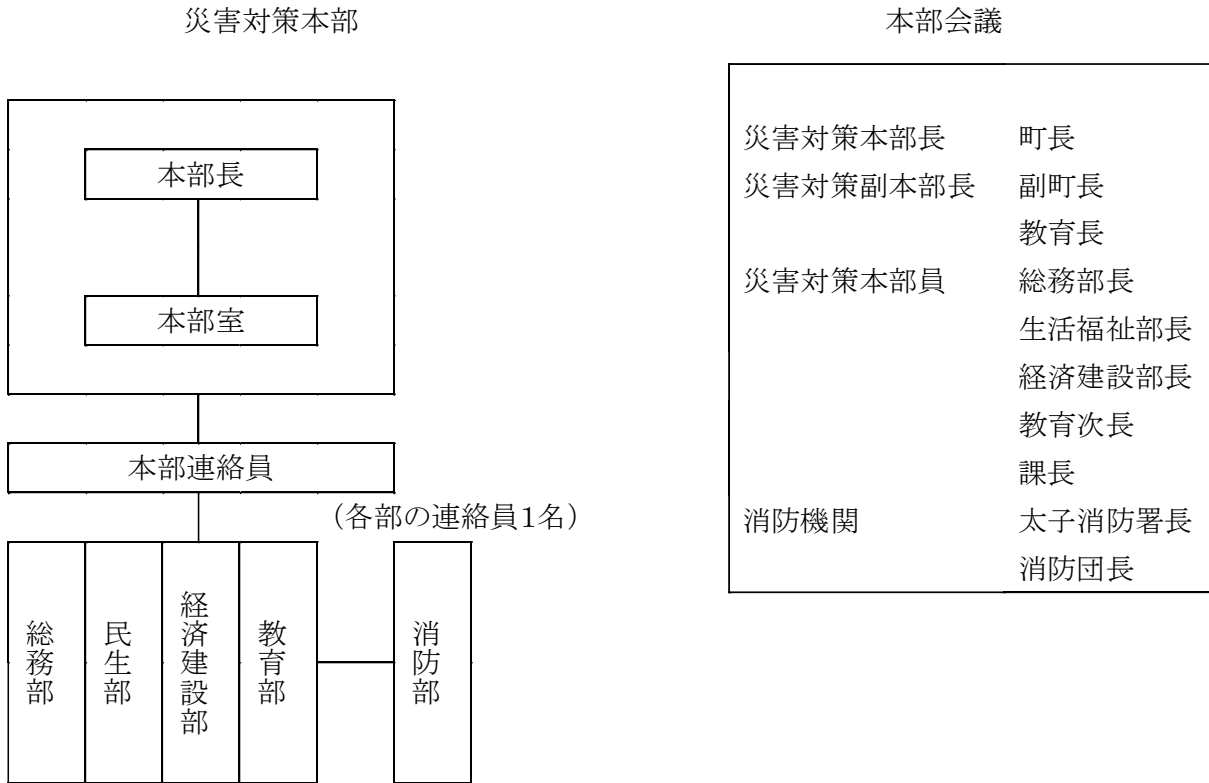 災害対策本部
本部長
本部室
本部連絡員
（各部の連絡員1名）
総務部
民生部
経済建設部
教育部
消防部
本部会議
災害対策本部長 町長
災害対策副本部長 副町長
教育長
災害対策本部員 総務部長
生活福祉部長
経済建設部長
教育次長
課長
消防機関 太子消防署長
消防団長